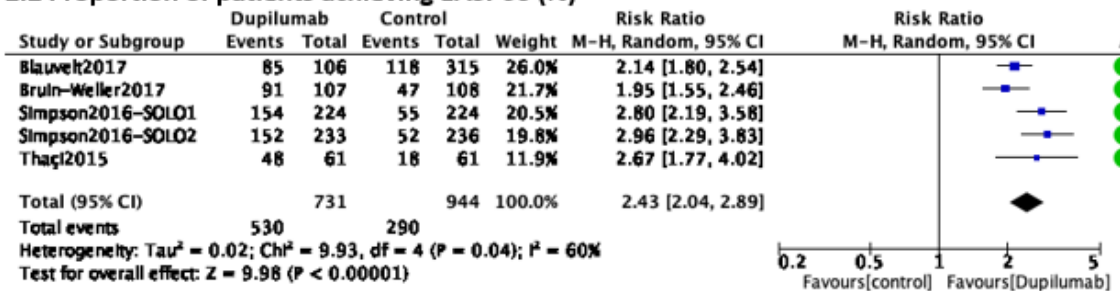 Dupilumab Control Risk Ratio Risk Ratio
Study or Subgroup Events Total Events Total Weight M-H, Random, 95% CI M-H, Random, 95% CI
Blauvelt2017 85 106 118 315 26.0% 2.14 [1.80, 2.54]
Bruin-Weller2017 91 107 47 108 21.7% 1.95 [1.55, 2.46]
Simpson2016-SOLO1 154 224 55 224 20.5% 2.80 [2.19, 3.58]
Simpson2016-SOLO2 152 233 52 236 19.8% 2.96 [2.29, 3.83]
Thaçi2015 48 61 18 61 11.9% 2.67 [1.77, 4.02]
Total (95% CI) 731 944 100.0% 2.43 [2.04, 2.89]
Total events 530 290
Heterogeneity: Tau² = 0.02; Chi² = 9.93, df = 4 (P = 0.04); I² = 60%
Test for overall effect: Z = 9.98 (P < 0.00001)
0.2 0.5 1 2 5
Favours[control] Favours[Dupilumab]